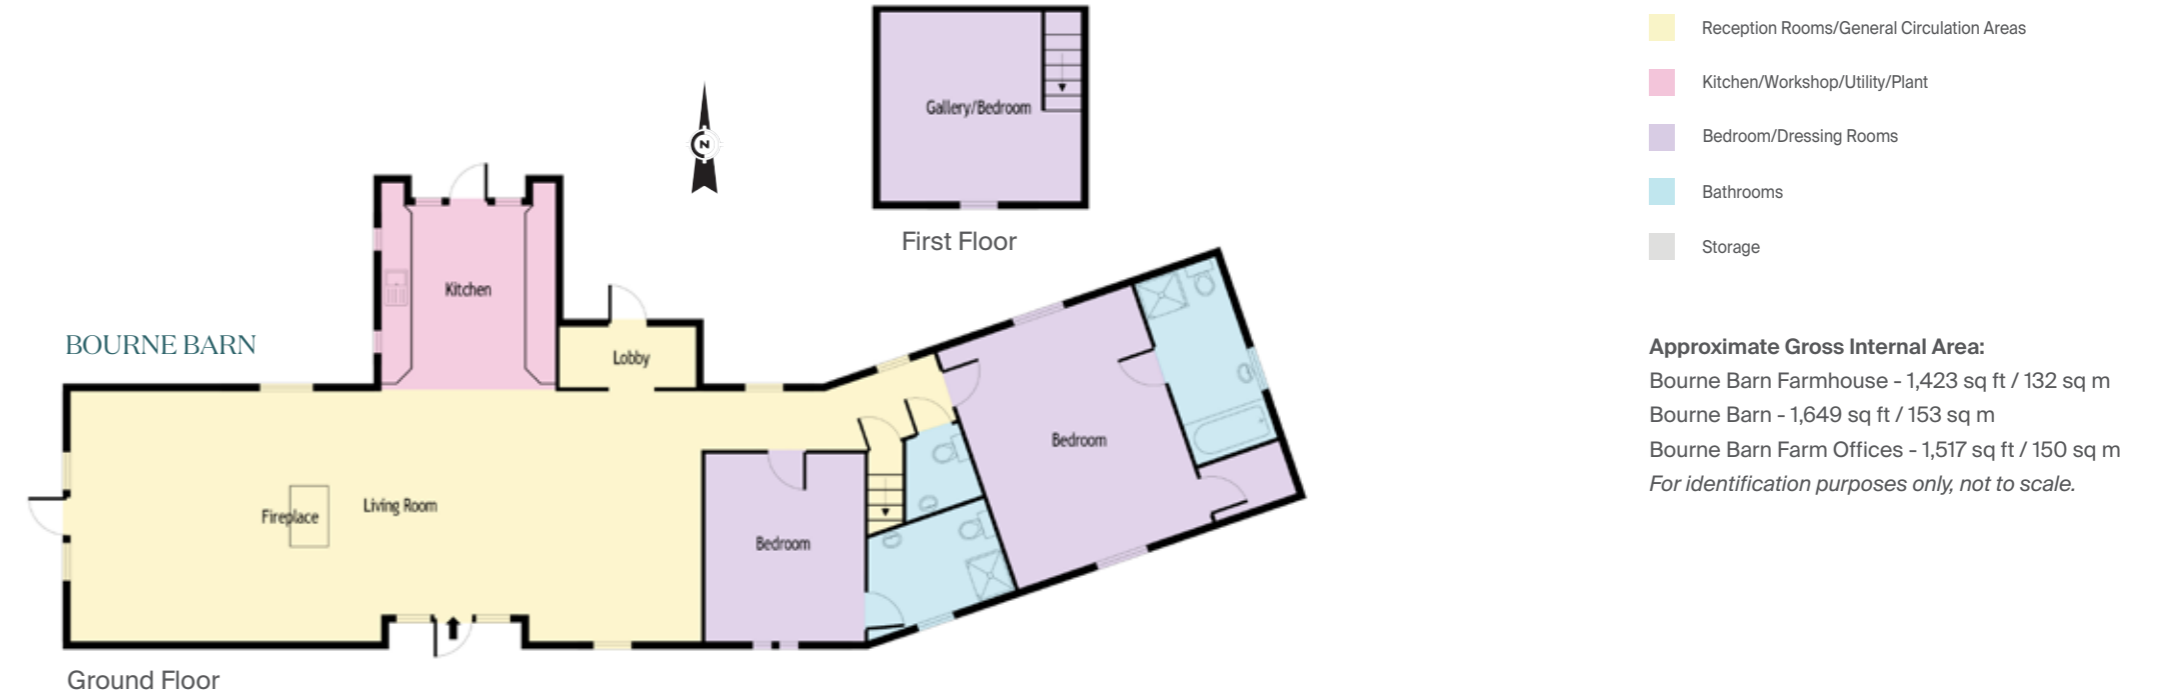 Gallery/Bedroom
First Floor
N
Kitchen
BOURNE BARN
Lobby
Bedroom
Fireplace
Living Room
Bedroom
Ground Floor
Reception Rooms/General Circulation Areas
Kitchen/Workshop/Utility/Plant
Bedroom/Dressing Rooms
Bathrooms
Storage
Approximate Gross Internal Area:
Bourne Barn Farmhouse - 1,423 sq ft / 132 sq m
Bourne Barn - 1,649 sq ft / 153 sq m
Bourne Barn Farm Offices - 1,517 sq ft / 150 sq m
For identification purposes only, not to scale.